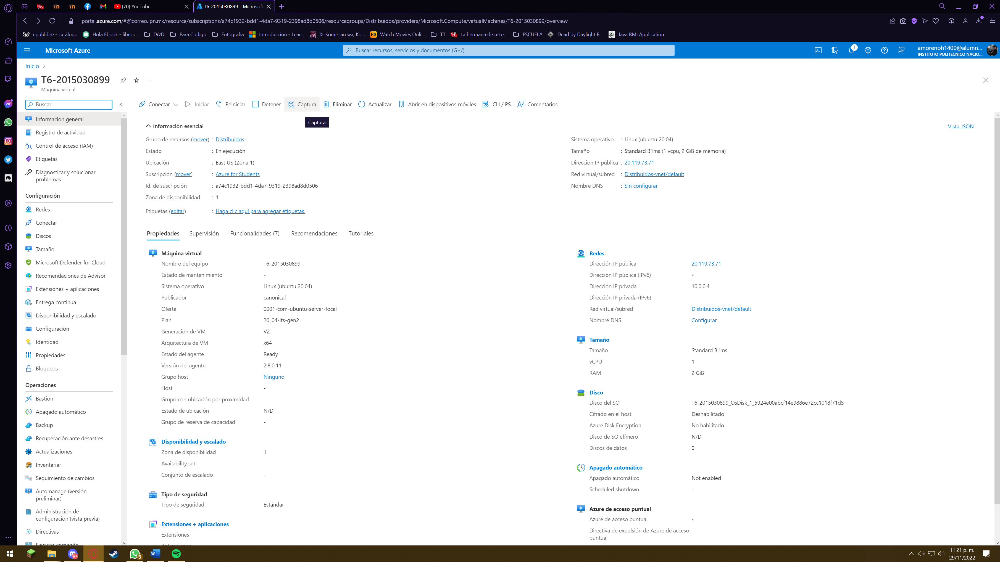 (70) YouTube
T6-2015030899 - Microsoft
portal.azure.com/#@correo.ipn.mx/resource/subscriptions/a74c1932-bdd1-4da7-9319-2398ad8d0506/resourcegroups/Distribuidos/providers/Microsoft.Compute/virtualMachines/T6-2015030899/overview
epublibre - catálogo Hola Ebook - libros... D&D Para Codigo Fotografia Introducción - Lear... ▷ Komi-san wa, Ko... HD Watch Movies Onli... TT La hermana de mi e... ESCUELA Dead by Daylight B... Java RMI Application
Microsoft Azure
Buscar recursos, servicios y documentos (G+/)
1
amorenoh1400@alumn...
INSTITUTO POLITECNICO NACIO...
Inicio >
T6-2015030899
Máquina virtual
Buscar
Conectar Iniciar Reiniciar Detener Captura Eliminar Actualizar Abrir en dispositivos móviles CLI / PS Comentarios
Captura
Información general
Registro de actividad
Control de acceso (IAM)
Etiquetas
Diagnosticar y solucionar
problemas
Configuración
Redes
Conectar
Discos
Tamaño
Microsoft Defender for Cloud
Recomendaciones de Advisor
Extensiones + aplicaciones
Entrega continua
Disponibilidad y escalado
Configuración
Identidad
Propiedades
Bloqueos
Operaciones
Bastión
Apagado automático
Backup
Recuperación ante desastres
Actualizaciones
Inventariar
Seguimiento de cambios
Automanage (versión
preliminar)
Administración de
configuración (vista previa)
Directivas
Ejecutar comando
Información esencial
Vista JSON
Grupo de recursos (mover) : Distribuidos
Estado : En ejecución
Ubicación : East US (Zona 1)
Suscripción (mover) : Azure for Students
Id. de suscripción : a74c1932-bdd1-4da7-9319-2398ad8d0506
Zona de disponibilidad : 1
Etiquetas (editar) : Haga clic aquí para agregar etiquetas.
Sistema operativo : Linux (ubuntu 20.04)
Tamaño : Standard B1ms (1 vcpu, 2 GiB de memoria)
Dirección IP pública : 20.119.73.71
Red virtual/subred : Distribuidos-vnet/default
Nombre DNS : Sin configurar
Propiedades Supervisión Funcionalidades (7) Recomendaciones Tutoriales
Máquina virtual
Nombre del equipo T6-2015030899
Estado de mantenimiento -
Sistema operativo Linux (ubuntu 20.04)
Publicador canonical
Oferta 0001-com-ubuntu-server-focal
Plan 20_04-lts-gen2
Generación de VM V2
Arquitectura de VM x64
Estado del agente Ready
Versión del agente 2.8.0.11
Grupo host Ninguno
Host -
Grupo con ubicación por proximidad -
Estado de ubicación N/D
Grupo de reserva de capacidad -
Disponibilidad y escalado
Zona de disponibilidad 1
Availability set -
Conjunto de escalado -
Tipo de seguridad
Tipo de seguridad Estándar
Extensiones + aplicaciones
Extensiones -
Aplicaciones
Redes
Dirección IP pública 20.119.73.71
Dirección IP pública (IPv6) -
Dirección IP privada 10.0.0.4
Dirección IP privada (IPv6) -
Red virtual/subred Distribuidos-vnet/default
Nombre DNS Configurar
Tamaño
Tamaño Standard B1ms
vCPU 1
RAM 2 GiB
Disco
Disco del SO T6-2015030899_OsDisk_1_5924e00abcf14e9886e72cc1018f71d5
Cifrado en el host Deshabilitado
Azure Disk Encryption No habilitado
Disco de SO efímero N/D
Discos de datos 0
Apagado automático
Apagado automático Not enabled
Scheduled shutdown -
Azure de acceso puntual
Azure de acceso puntual -
Directiva de expulsión de Azure de acceso -
puntual
9+
3
11:21 p. m.
29/11/2022